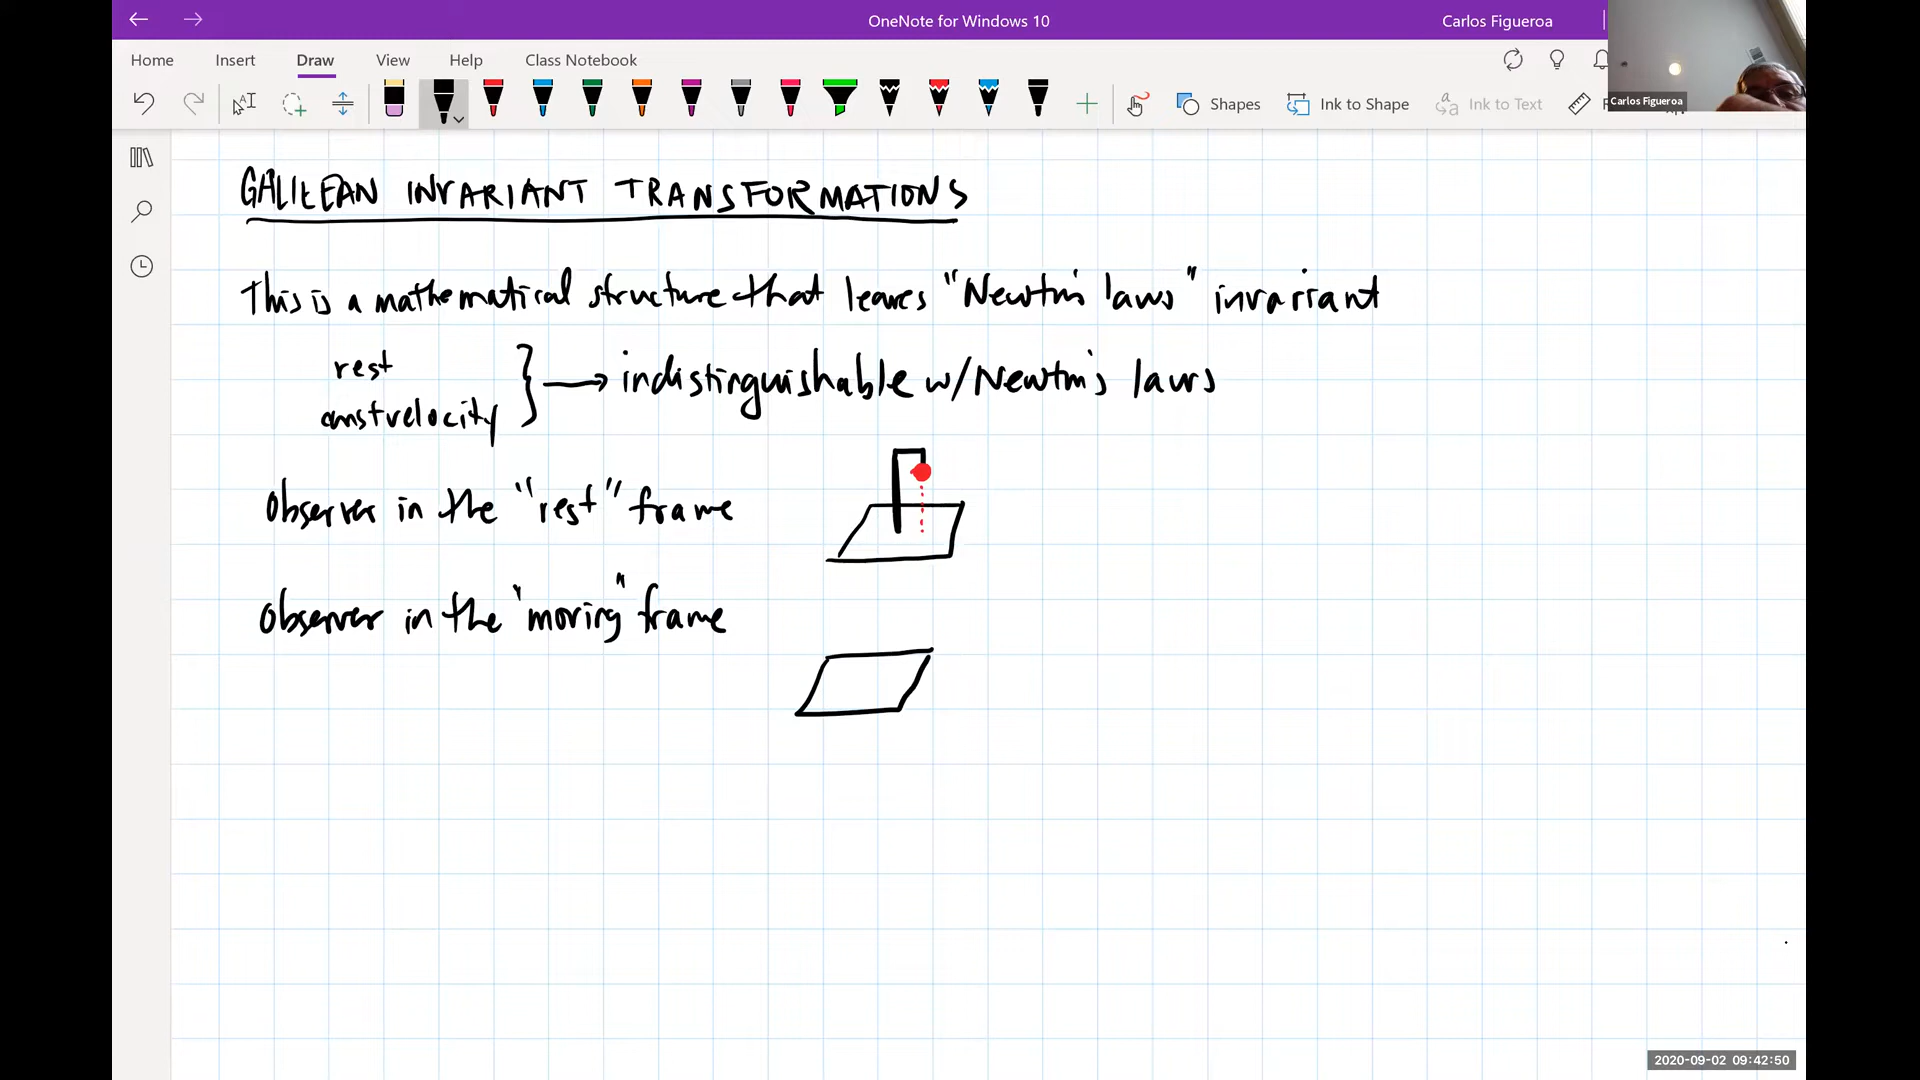 OneNote for Windows 10
Carlos Figueroa
Home
Insert
Draw
View
Help
Class Notebook
Shapes
Ink to Shape
Ink to Text
Carlos Figueroa
GALILEAN INVARIANT TRANSFORMATIONS
This is a mathematical structure that leaves "Newton's laws" invariant
rest
const velocity
indistinguishable w/Newton's laws
observer in the "rest" frame
observer in the "moving" frame
2020-09-02 09:42:50